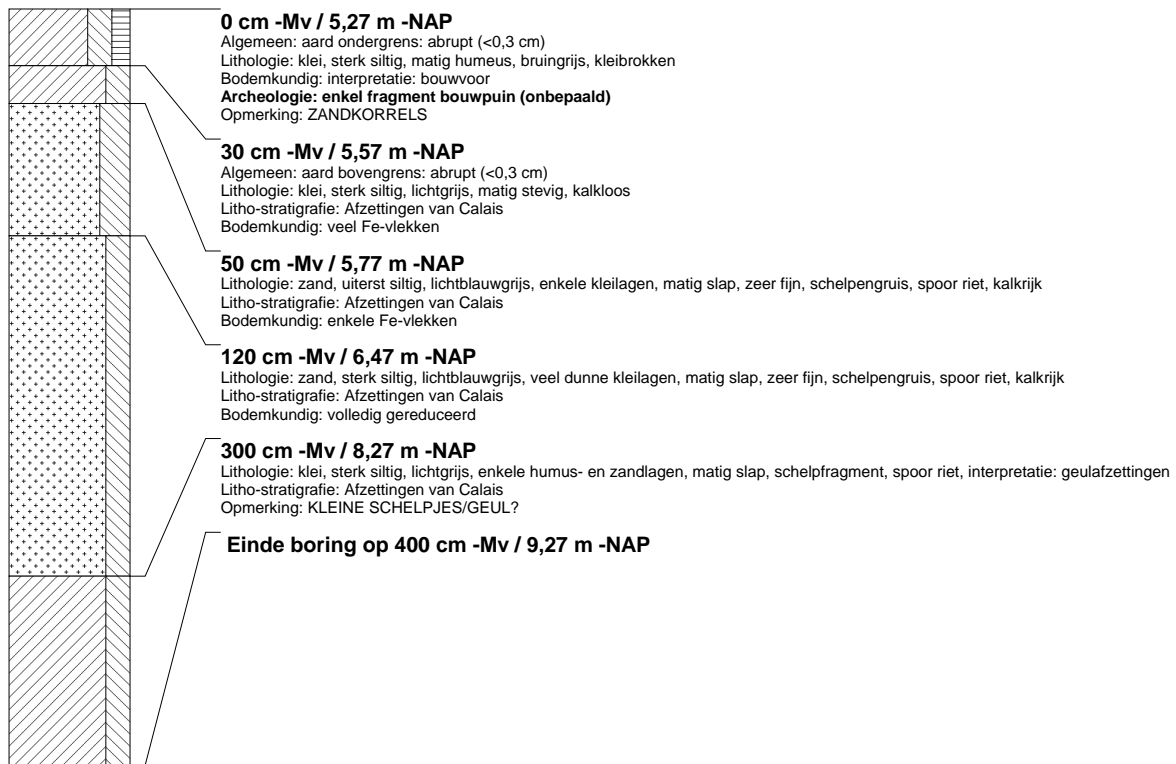 0 cm -Mv / 5,27 m -NAP
Algemeen: aard ondergrens: abrupt (<0,3 cm)
Lithologie: klei, sterk siltig, matig humeus, bruingrijs, kleibrokken
Bodemkundig: interpretatie: bouwvoor
Archeologie: enkel fragment bouwpuin (onbepaald)
Opmerking: ZANDKORRELS
30 cm -Mv / 5,57 m -NAP
Algemeen: aard bovengrens: abrupt (<0,3 cm)
Lithologie: klei, sterk siltig, lichtgrijs, matig stevig, kalkloos
Litho-stratigrafie: Afzettingen van Calais
Bodemkundig: veel Fe-vlekken
50 cm -Mv / 5,77 m -NAP
Lithologie: zand, uiterst siltig, lichtblauwgrijs, enkele kleilagen, matig slap, zeer fijn, schelpengruis, spoor riet, kalkrijk
Litho-stratigrafie: Afzettingen van Calais
Bodemkundig: enkele Fe-vlekken
120 cm -Mv / 6,47 m -NAP
Lithologie: zand, sterk siltig, lichtblauwgrijs, veel dunne kleilagen, matig slap, zeer fijn, schelpengruis, spoor riet, kalkrijk
Litho-stratigrafie: Afzettingen van Calais
Bodemkundig: volledig gereduceerd
300 cm -Mv / 8,27 m -NAP
Lithologie: klei, sterk siltig, lichtgrijs, enkele humus- en zandlagen, matig slap, schelpfragment, spoor riet, interpretatie: geulafzettingen
Litho-stratigrafie: Afzettingen van Calais
Opmerking: KLEINE SCHELPJES/GEUL?
Einde boring op 400 cm -Mv / 9,27 m -NAP